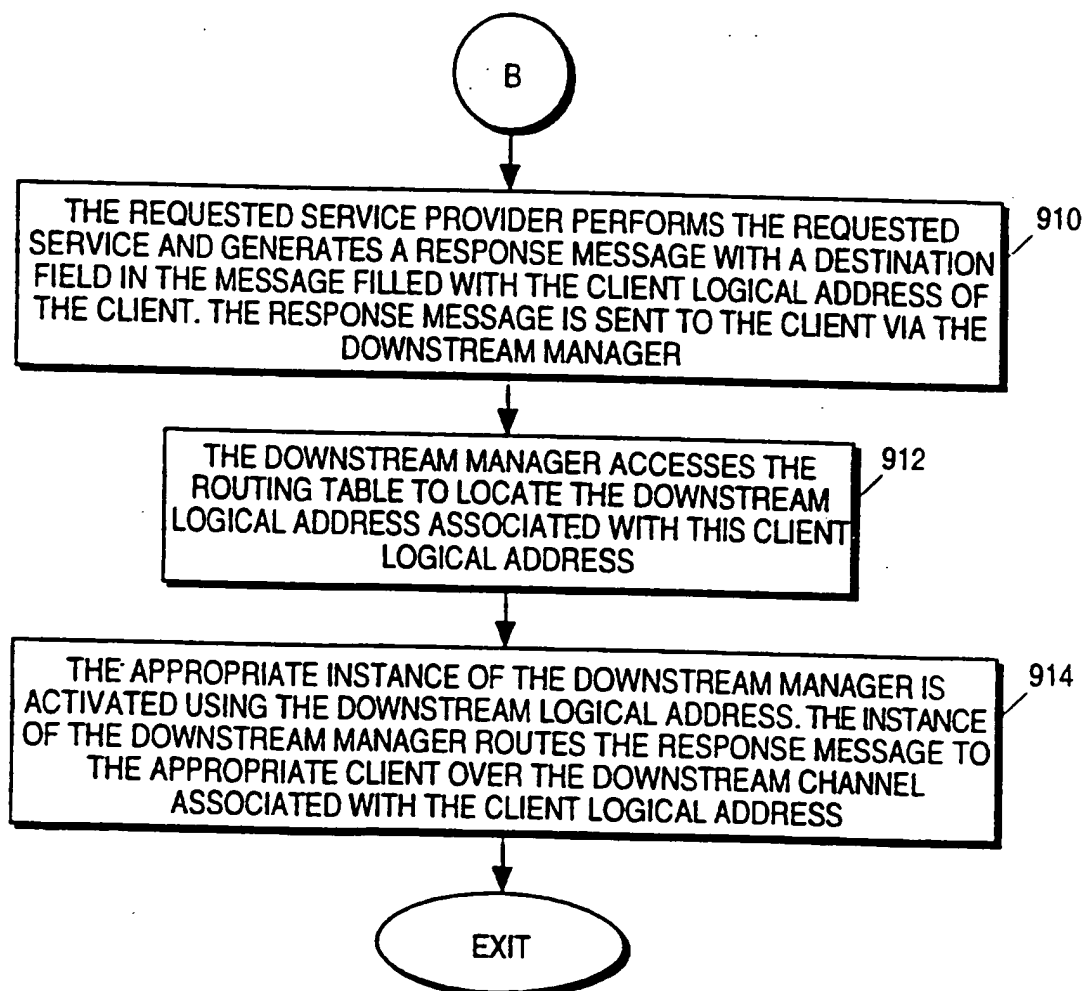 B
THE REQUESTED SERVICE PROVIDER PERFORMS THE REQUESTED
SERVICE AND GENERATES A RESPONSE MESSAGE WITH A DESTINATION
FIELD IN THE MESSAGE FILLED WITH THE CLIENT LOGICAL ADDRESS OF
THE CLIENT. THE RESPONSE MESSAGE IS SENT TO THE CLIENT VIA THE
DOWNSTREAM MANAGER
910
THE DOWNSTREAM MANAGER ACCESSES THE
ROUTING TABLE TO LOCATE THE DOWNSTREAM
LOGICAL ADDRESS ASSOCIATED WITH THIS CLIENT
LOGICAL ADDRESS
912
THE APPROPRIATE INSTANCE OF THE DOWNSTREAM MANAGER IS
ACTIVATED USING THE DOWNSTREAM LOGICAL ADDRESS. THE INSTANCE
OF THE DOWNSTREAM MANAGER ROUTES THE RESPONSE MESSAGE TO
THE APPROPRIATE CLIENT OVER THE DOWNSTREAM CHANNEL
ASSOCIATED WITH THE CLIENT LOGICAL ADDRESS
914
EXIT